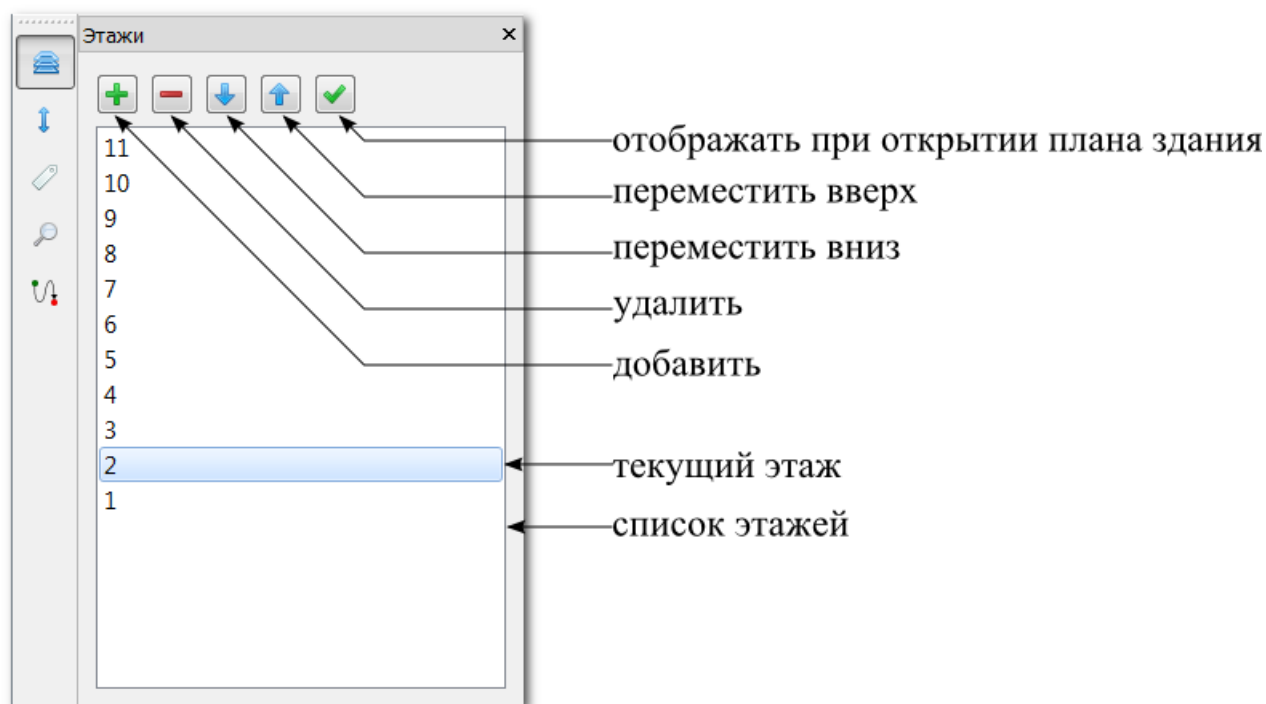 Этажи
11
10
9
8
7
6
5
4
3
2
1
отображать при открытии плана здания
переместить вверх
переместить вниз
удалить
добавить
текущий этаж
список этажей